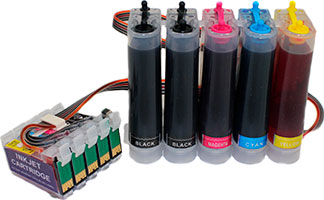 INKJET
CARTRIDGE
BLACK
BLACK
MAGENTA
CYAN
YELLOW